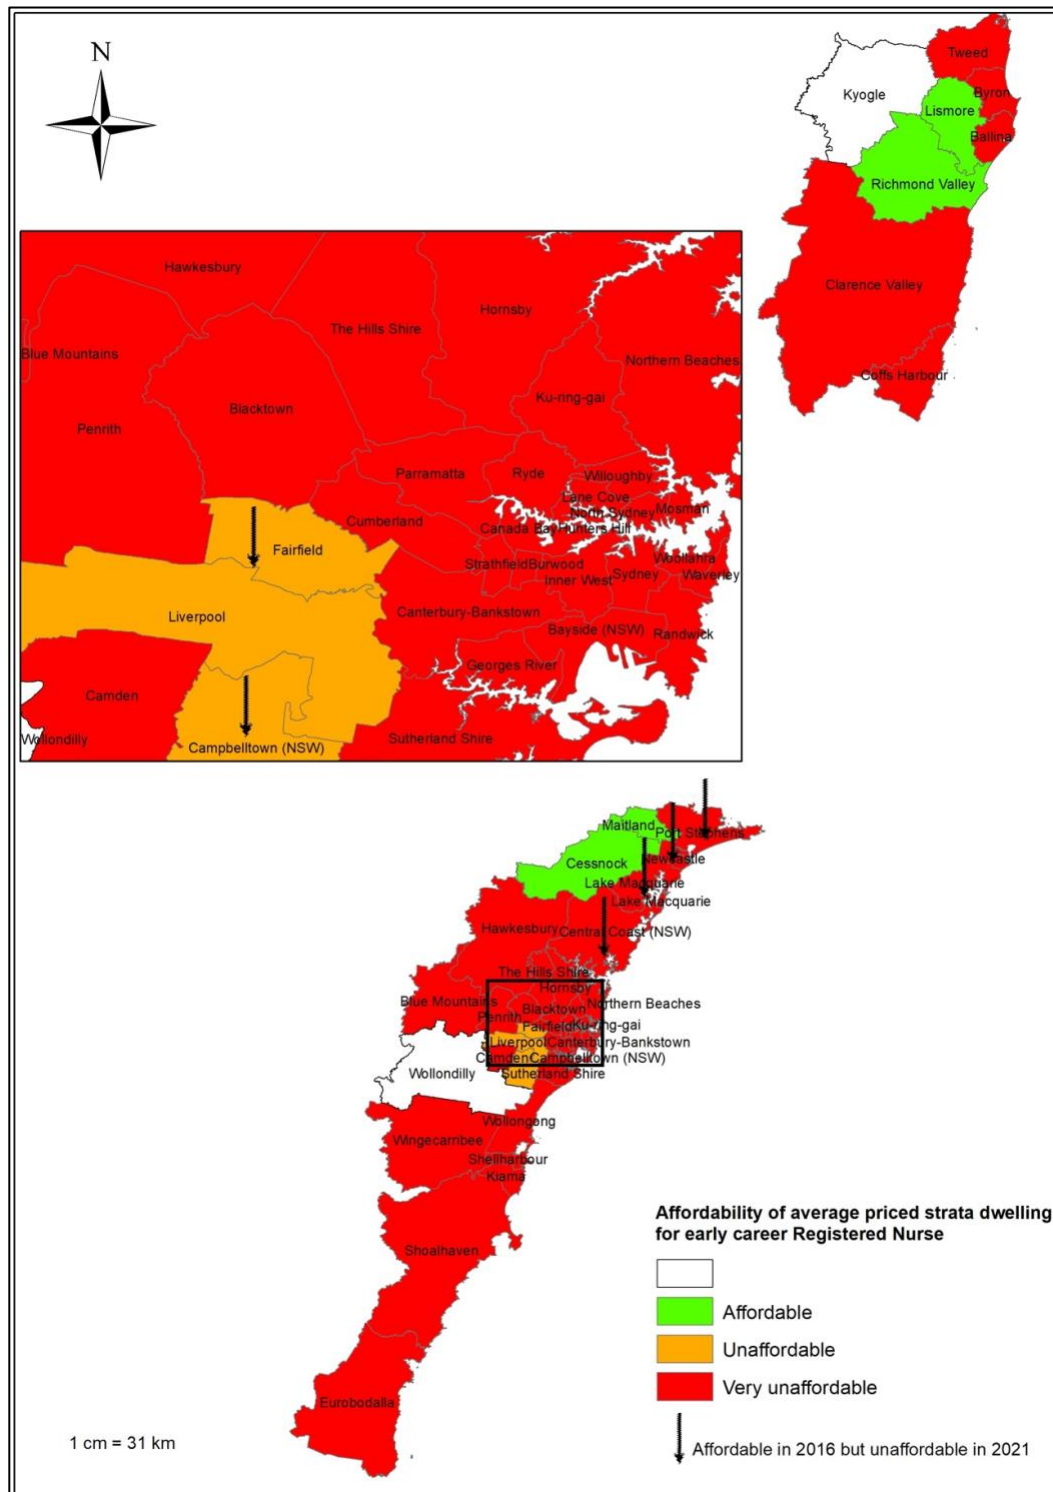 N
Tweed
Kyogle
Byron
Lismore
Ballina
Richmond Valley
Clarence Valley
Coffs Harbour
Hawkesbury
Hornsby
The Hills Shire
Blue Mountains
Northern Beaches
Ku-ring-gai
Blacktown
Penrith
Parramatta
Ryde
Willoughby
Lane Cove
North Sydney
Mosman
Cumberland
Canada Bay
Hunters Hill
Fairfield
Strathfield
Burwood
Woollahra
Inner West
Sydney
Waverley
Liverpool
Canterbury-Bankstown
Bayside (NSW)
Randwick
Georges River
Camden
Wollondilly
Sutherland Shire
Campbelltown (NSW)
Maitland
Port Stephens
Cessnock
Newcastle
Lake Macquarie
Lake Macquarie
Hawkesbury
Central Coast (NSW)
The Hills Shire
Hornsby
Blue Mountains
Northern Beaches
Penrith
Blacktown
Fairfield
Ku-ring-gai
Liverpool
Canterbury-Bankstown
Camden
Campbelltown (NSW)
Wollondilly
Sutherland Shire
Wollongong
Wingecarribee
Shellharbour
Kiama
Shoalhaven
Eurobodalla
Affordability of average priced strata dwelling
for early career Registered Nurse
Affordable
Unaffordable
Very unaffordable
Affordable in 2016 but unaffordable in 2021
1 cm = 31 km